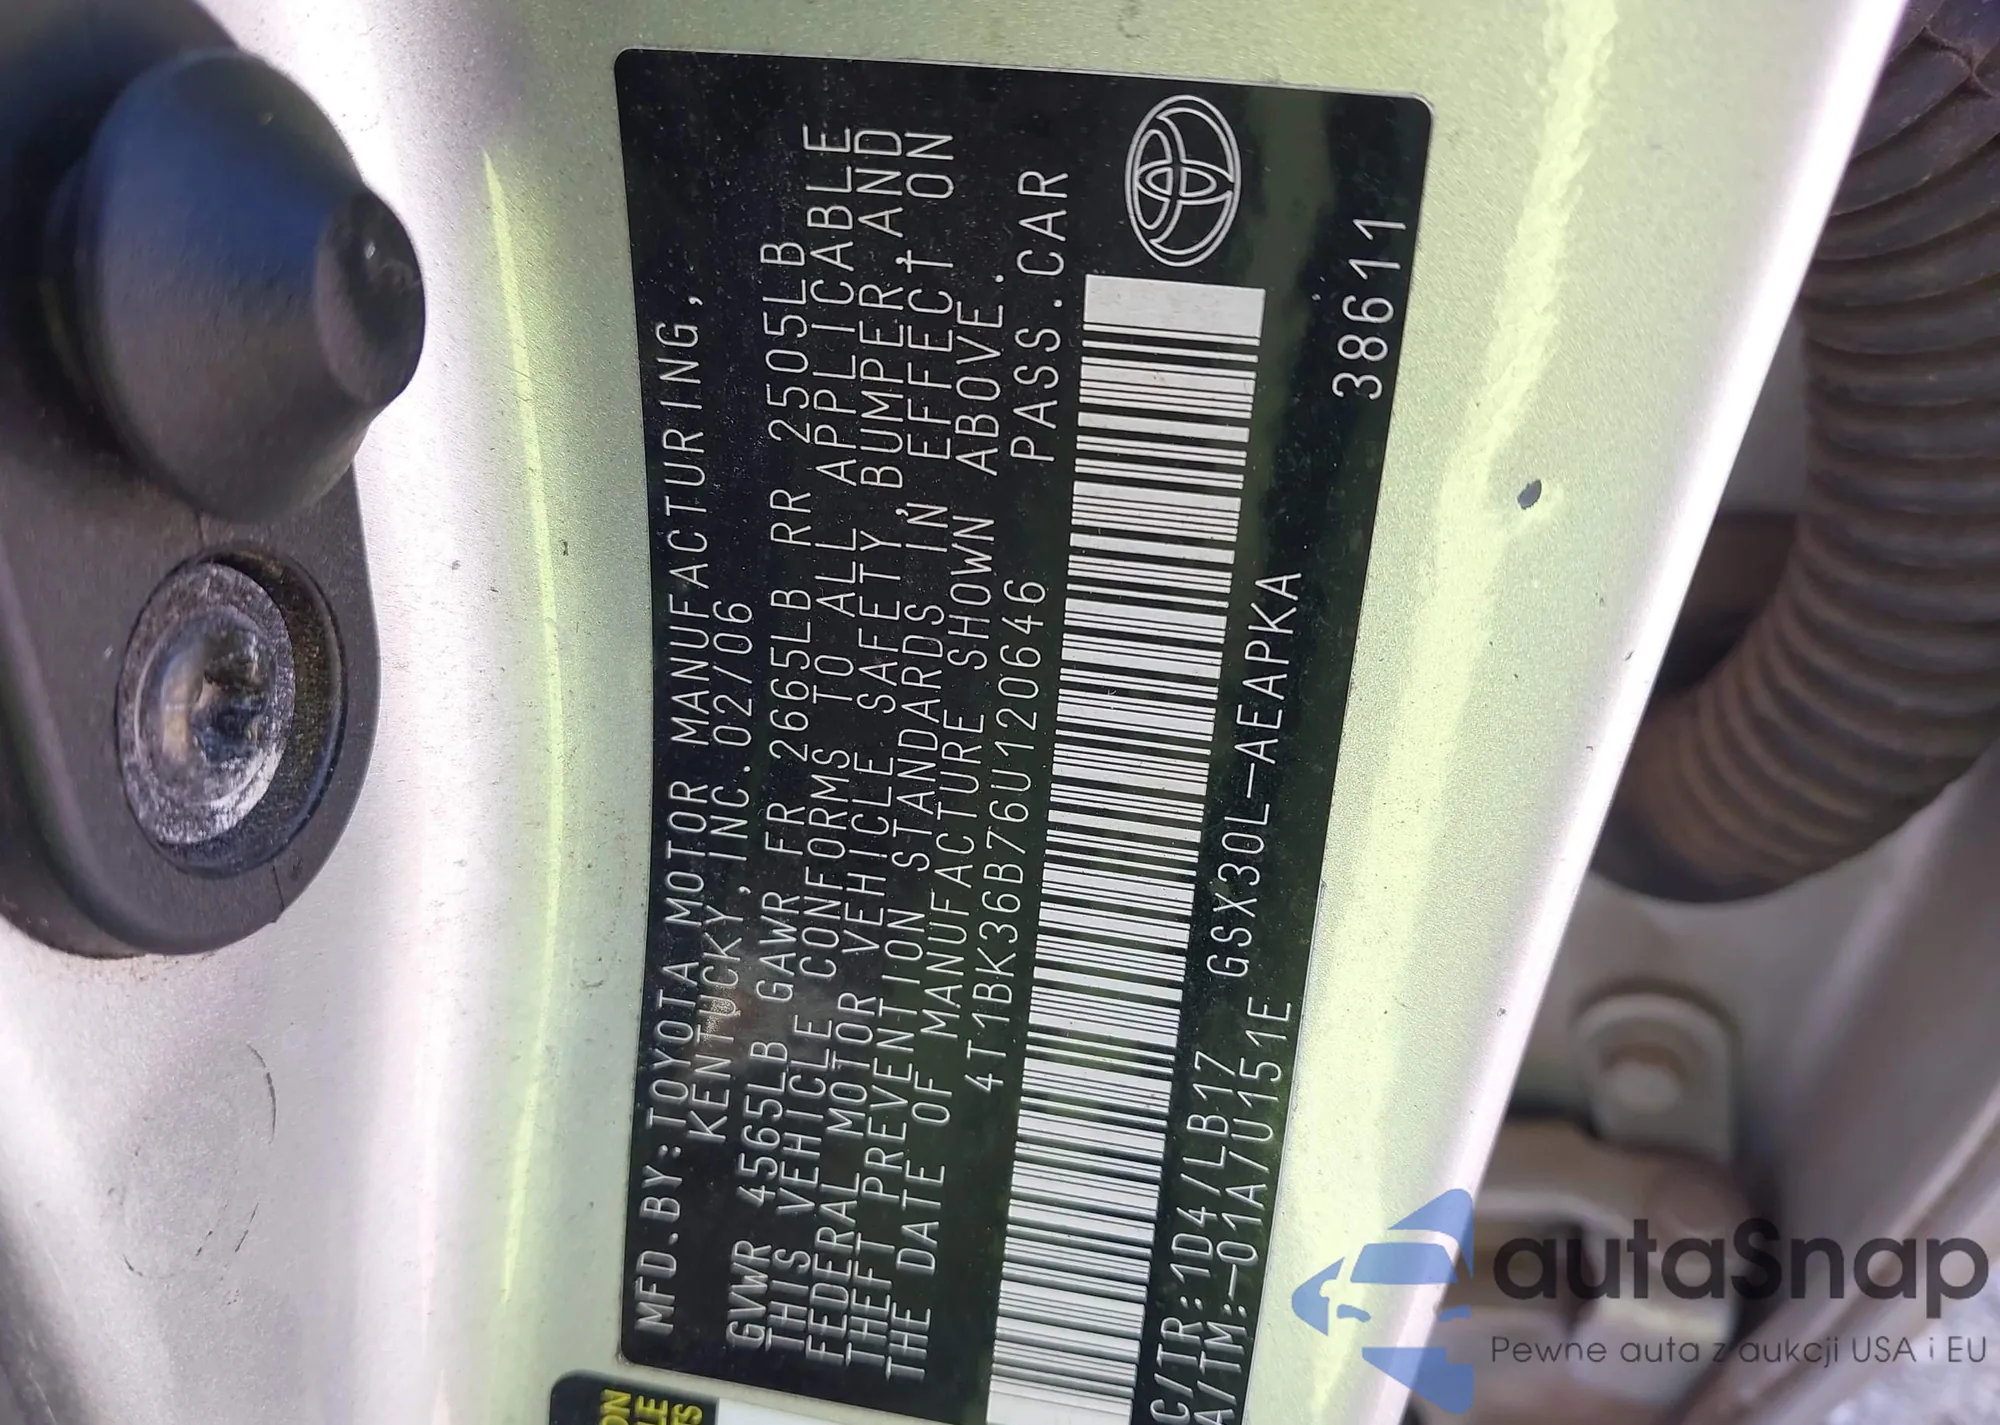 MFD.BY:TOYOTA MOTOR MANUFACTURING,
KENTUCKY, INC.02/06
GVWR 4565LB GAWR FR 2665LB RR 2505LB
THIS VEHICLE CONFORMS TO ALL APPLICABLE
FEDERAL MOTOR VEHICLE SAFETY, BUMPER, AND
THEFT PREVENTION STANDARDS IN EFFECT ON
THE DATE OF MANUFACTURE SHOWN ABOVE.
4T1BK36B76U120646 PASS.CAR
C/TR:1D4/LB17 GSX30L-AEAPKA
A/TM:-01A/U151E 38611
autaSnap
Pewne auta z aukcji USA i EU